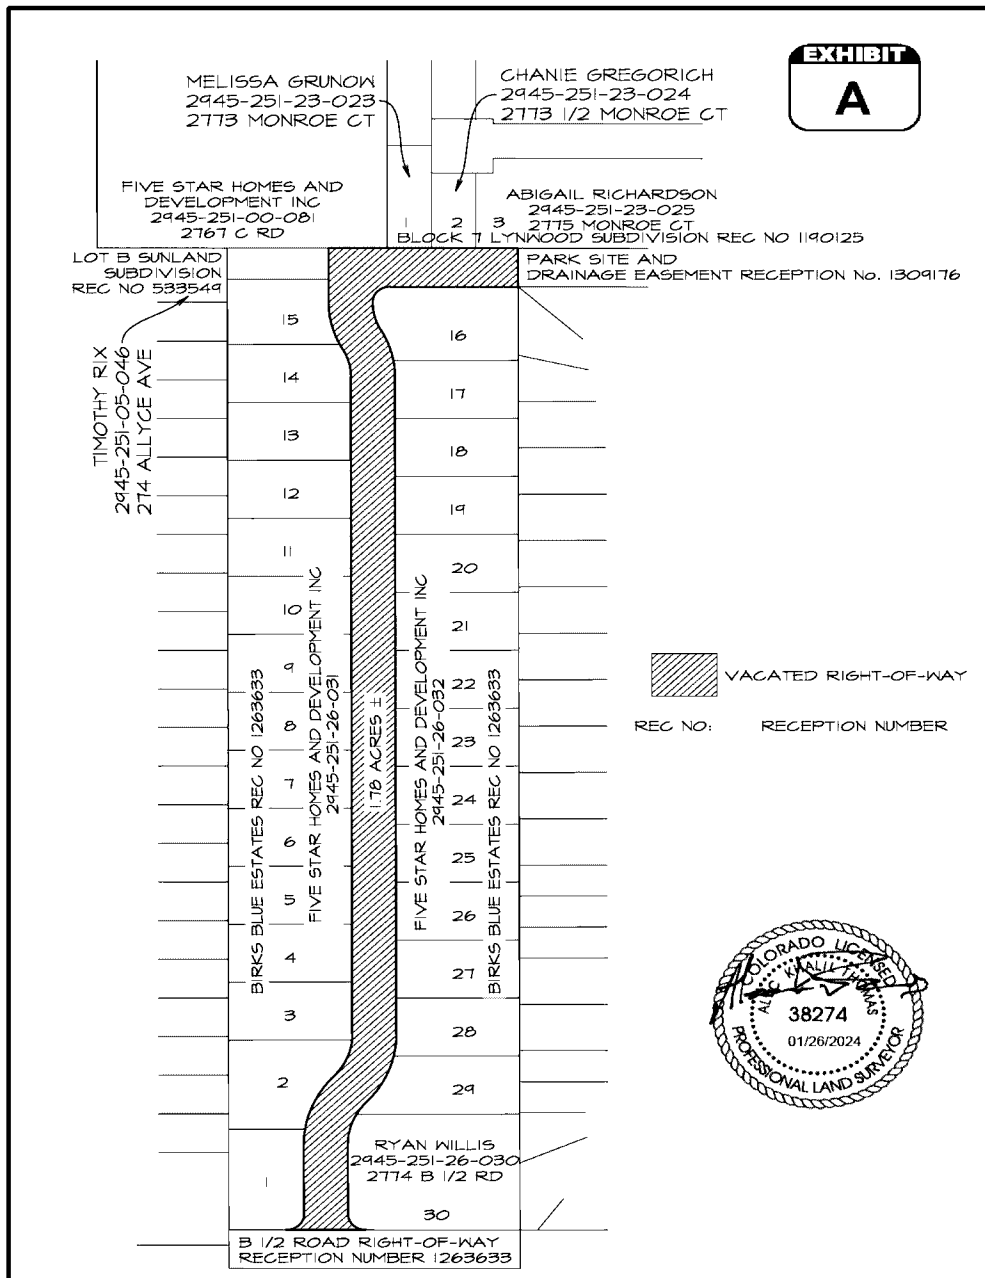 EXHIBIT
A
MELISSA GRUNOW
2945-251-23-023
2773 MONROE CT
CHANIE GREGORICH
2945-251-23-024
2773 1/2 MONROE CT
FIVE STAR HOMES AND
DEVELOPMENT INC
2945-251-00-081
2767 C RD
ABIGAIL RICHARDSON
2945-251-23-025
2775 MONROE CT
1
2
3
BLOCK 7 LYNWOOD SUBDIVISION REC NO 1190125
LOT B SUNLAND
SUBDIVISION
REC NO 533549
PARK SITE AND
DRAINAGE EASEMENT RECEPTION No. 1309176
TIMOTHY RIX
2945-251-05-046
274 ALLYCE AVE
15
14
13
12
11
10
9
8
7
6
5
4
3
2
1
BIRKS BLUE ESTATES REC NO 1263633
FIVE STAR HOMES AND DEVELOPMENT INC
2945-251-26-031
1.78 ACRES ±
FIVE STAR HOMES AND DEVELOPMENT INC
2945-251-26-032
BIRKS BLUE ESTATES REC NO 1263633
16
17
18
19
20
21
22
23
24
25
26
27
28
29
RYAN WILLIS
2945-251-26-030
2774 B 1/2 RD
30
B 1/2 ROAD RIGHT-OF-WAY
RECEPTION NUMBER 1263633
VACATED RIGHT-OF-WAY
REC NO: RECEPTION NUMBER
COLORADO LICENSED
ALEC KHALIL THOMAS
38274
01/26/2024
PROFESSIONAL LAND SURVEYOR